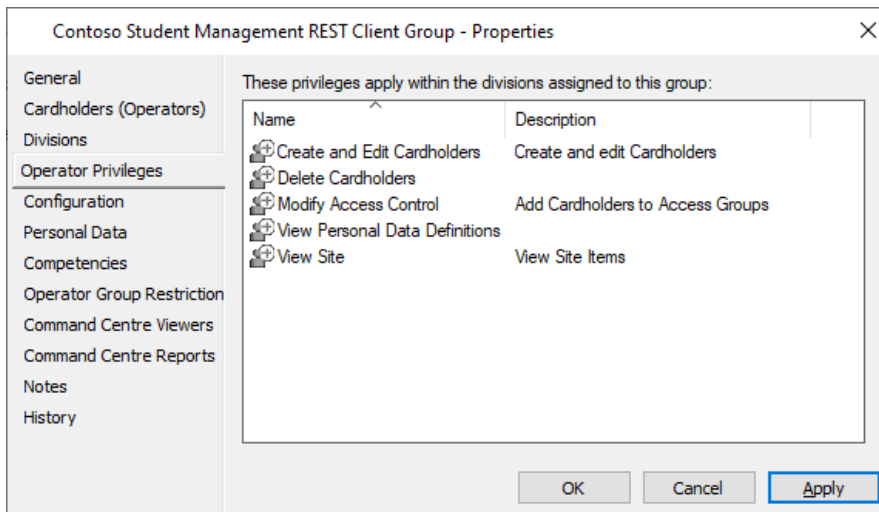 Contoso Student Management REST Client Group - Properties
General
Cardholders (Operators)
Divisions
Operator Privileges
Configuration
Personal Data
Competencies
Operator Group Restriction
Command Centre Viewers
Command Centre Reports
Notes
History
These privileges apply within the divisions assigned to this group:
Name Description
Create and Edit Cardholders Create and edit Cardholders
Delete Cardholders
Modify Access Control Add Cardholders to Access Groups
View Personal Data Definitions
View Site View Site Items
OK Cancel Apply